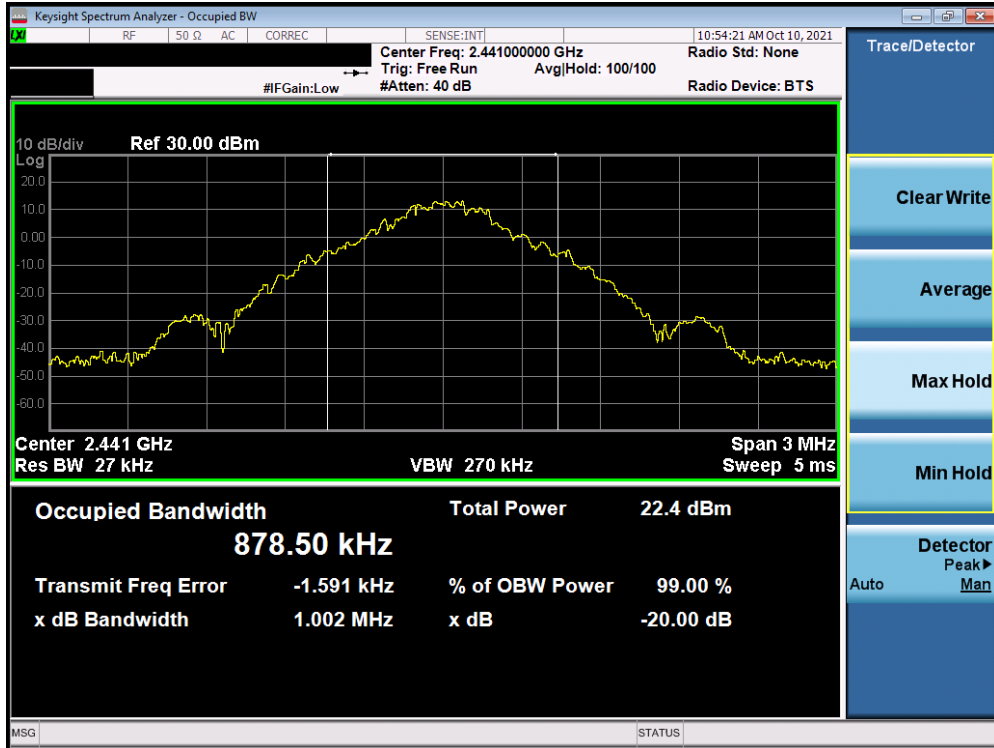 Keysight Spectrum Analyzer - Occupied BW
LXI RF 50 Ω AC CORREC SENSE:INT 10:54:21 AM Oct 10, 2021
Center Freq: 2.441000000 GHz Radio Std: None
Trig: Free Run Avg|Hold: 100/100
#IFGain:Low #Atten: 40 dB Radio Device: BTS
Trace/Detector
10 dB/div Ref 30.00 dBm
Log
20.0
10.0
0.00
-10.0
-20.0
-30.0
-40.0
-50.0
-60.0
Center 2.441 GHz Span 3 MHz
Res BW 27 kHz VBW 270 kHz Sweep 5 ms
Occupied Bandwidth Total Power 22.4 dBm
878.50 kHz
Transmit Freq Error -1.591 kHz % of OBW Power 99.00 %
x dB Bandwidth 1.002 MHz x dB -20.00 dB
Clear Write
Average
Max Hold
Min Hold
Detector
Peak▶
Auto Man
MSG STATUS